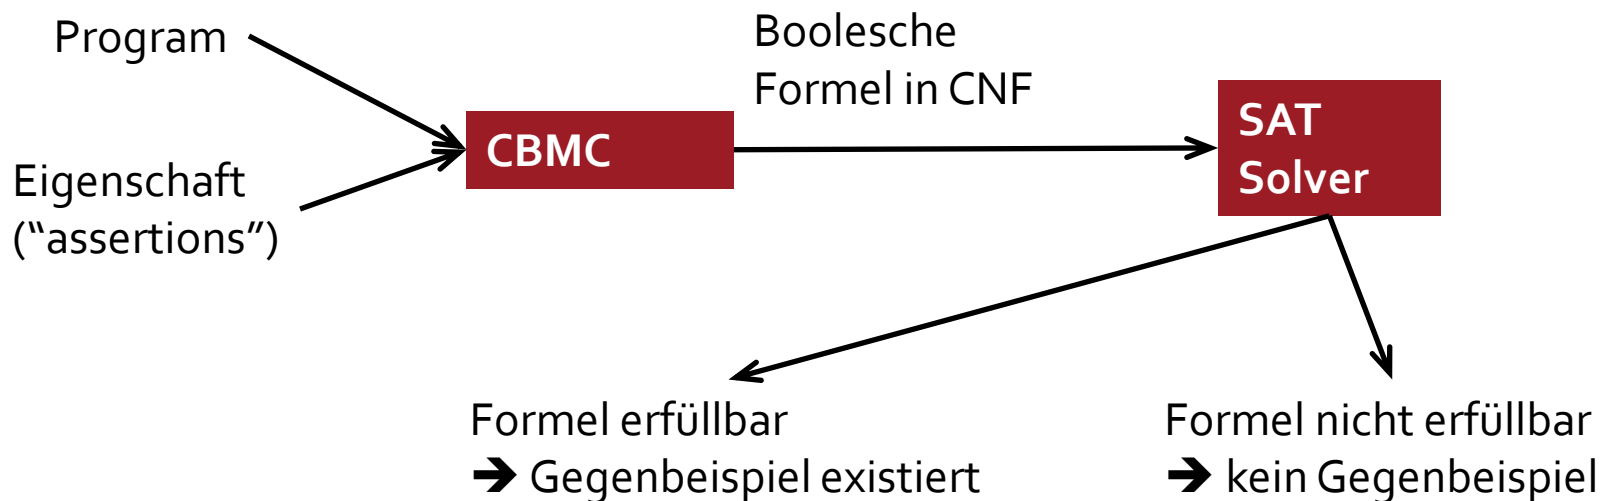 Program
Eigenschaft
(“assertions”)
CBMC
Boolesche
Formel in CNF
SAT
Solver
Formel erfüllbar
➔ Gegenbeispiel existiert
Formel nicht erfüllbar
➔ kein Gegenbeispiel